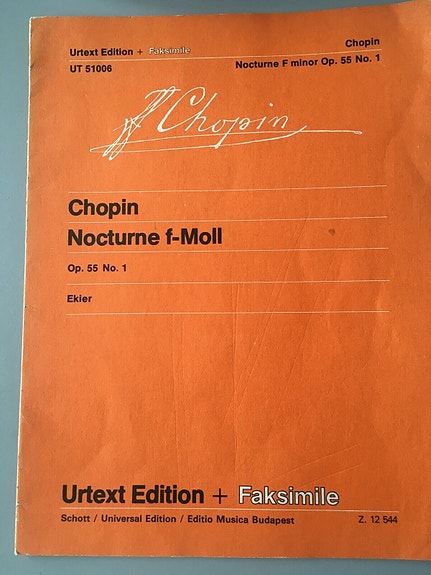 Urtext Edition + Faksimile
Chopin
UT 51006
Nocturne F minor Op. 55 No. 1
FF Chopin
Chopin
Nocturne f-Moll
Op. 55 No. 1
Ekier
Urtext Edition + Faksimile
Schott / Universal Edition / Editio Musica Budapest
Z. 12 544